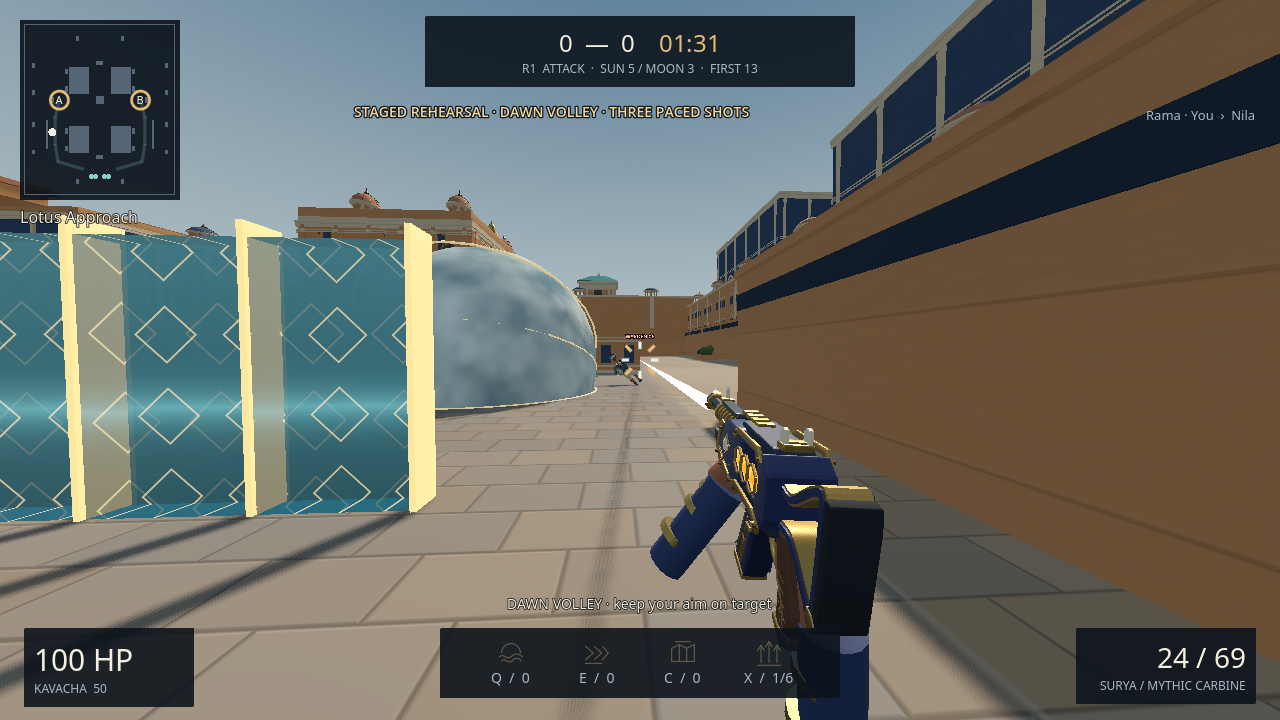 0 — 0 01:31
R1 ATTACK · SUN 5 / MOON 3 · FIRST 13
STAGED REHEARSAL · DAWN VOLLEY · THREE PACED SHOTS
Rama · You › Nila
A
B
Lotus Approach
DAWN VOLLEY · keep your aim on target
100 HP
KAVACHA 50
Q / 0
E / 0
C / 0
X / 1/6
24 / 69
SURYA / MYTHIC CARBINE